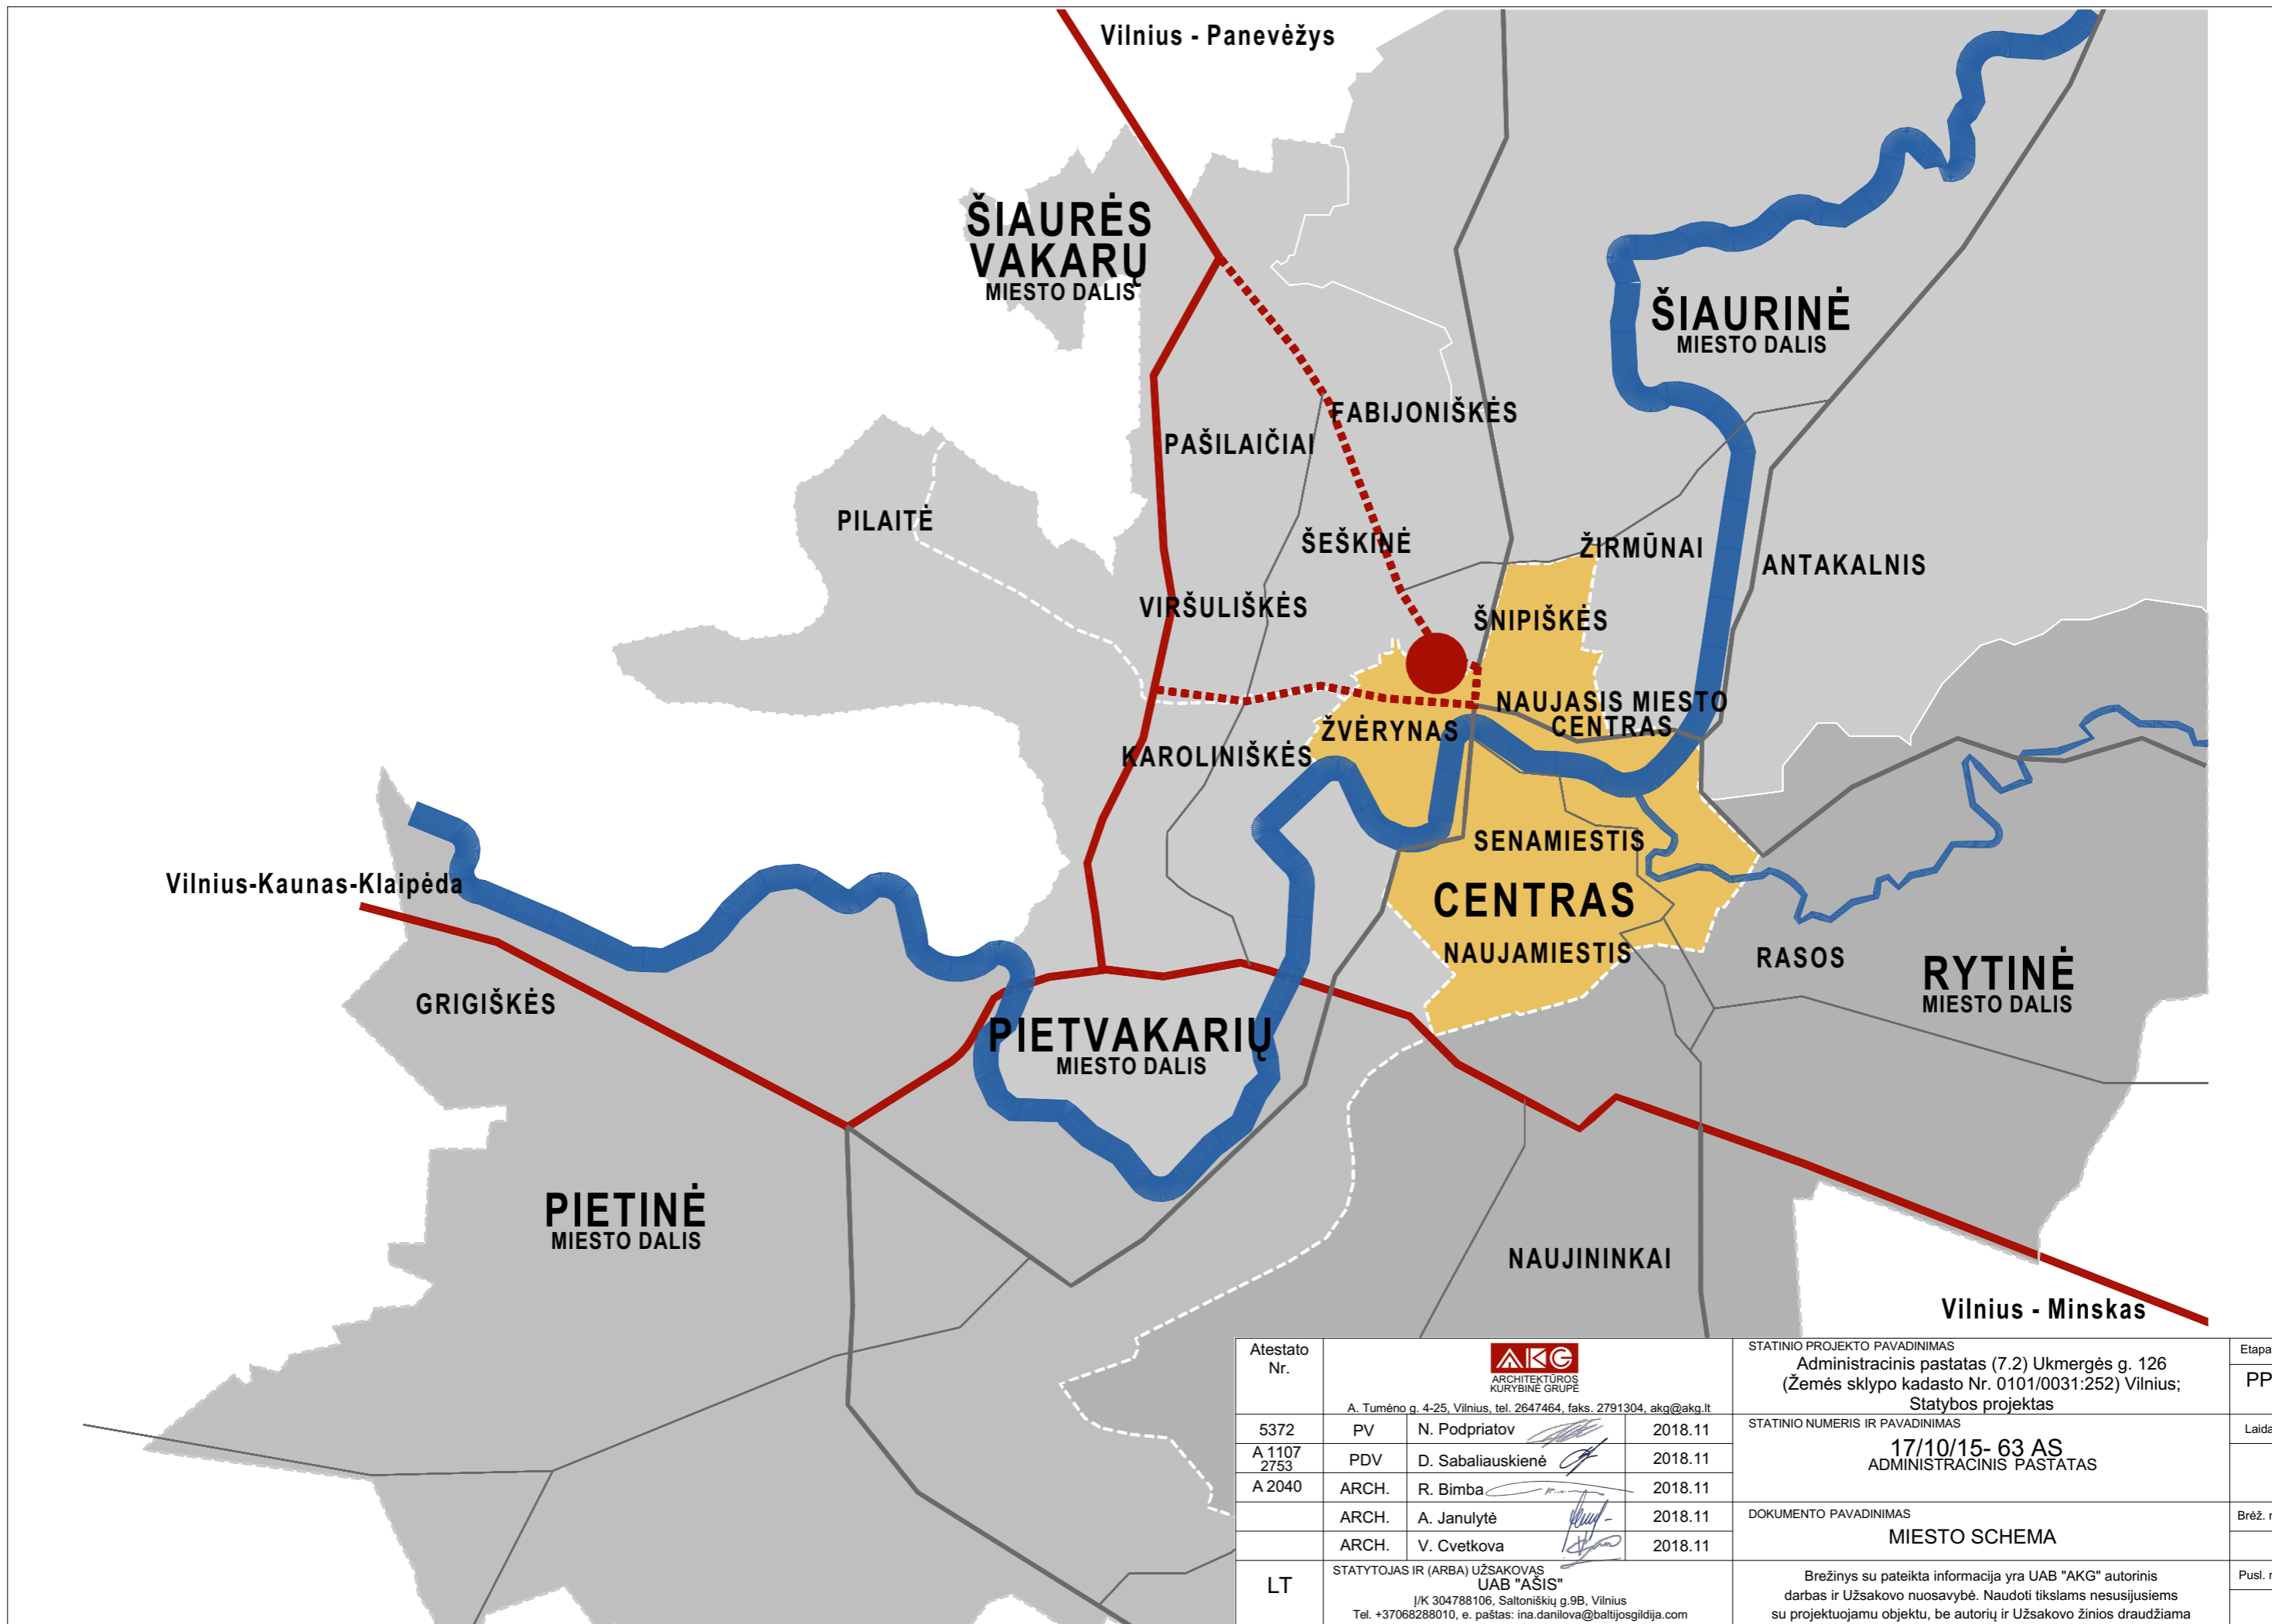 Vilnius - Panevėžys
ŠIAURĖS
VAKARŲ
MIESTO DALIS
ŠIAURINĖ
MIESTO DALIS
FABIJONIŠKĖS
PAŠILAIČIAI
PILAITĖ
ŠEŠKINĖ
ŽIRMŪNAI
ANTAKALNIS
VIRŠULIŠKĖS
ŠNIPIŠKĖS
NAUJASIS MIESTO
CENTRAS
ŽVĖRYNAS
KAROLINIŠKĖS
SENAMIESTIS
Vilnius-Kaunas-Klaipėda
CENTRAS
NAUJAMIESTIS
RASOS
RYTINĖ
MIESTO DALIS
GRIGIŠKĖS
PIETVAKARIŲ
MIESTO DALIS
PIETINĖ
MIESTO DALIS
NAUJININKAI
Vilnius - Minskas
Atestato
Nr.
AKG
ARCHITEKTŪROS
KURYBINĖ GRUPĖ
A. Tumėno g. 4-25, Vilnius, tel. 2647464, faks. 2791304, akg@akg.lt
5372 PV N. Podpriatov 2018.11
A 1107
2753 PDV D. Sabaliauskienė 2018.11
A 2040 ARCH. R. Bimba 2018.11
ARCH. A. Janulytė 2018.11
ARCH. V. Cvetkova 2018.11
LT
STATYTOJAS IR (ARBA) UŽSAKOVAS
UAB "AŠIS"
Į/K 304788106, Saltoniškių g.9B, Vilnius
Tel. +37068288010, e. paštas: ina.danilova@baltijosgildija.com
STATINIO PROJEKTO PAVADINIMAS
Administracinis pastatas (7.2) Ukmergės g. 126
(Žemės sklypo kadasto Nr. 0101/0031:252) Vilnius;
Statybos projektas
STATINIO NUMERIS IR PAVADINIMAS
17/10/15- 63 AS
ADMINISTRACINIS PASTATAS
DOKUMENTO PAVADINIMAS
MIESTO SCHEMA
Brežinys su pateikta informacija yra UAB "AKG" autorinis
darbas ir Užsakovo nuosavybė. Naudoti tikslams nesusijusiems
su projektuojamu objektu, be autorių ir Užsakovo žinios draudžiama
Etapa
PP
Laida
Brėž. n
Pusl. n